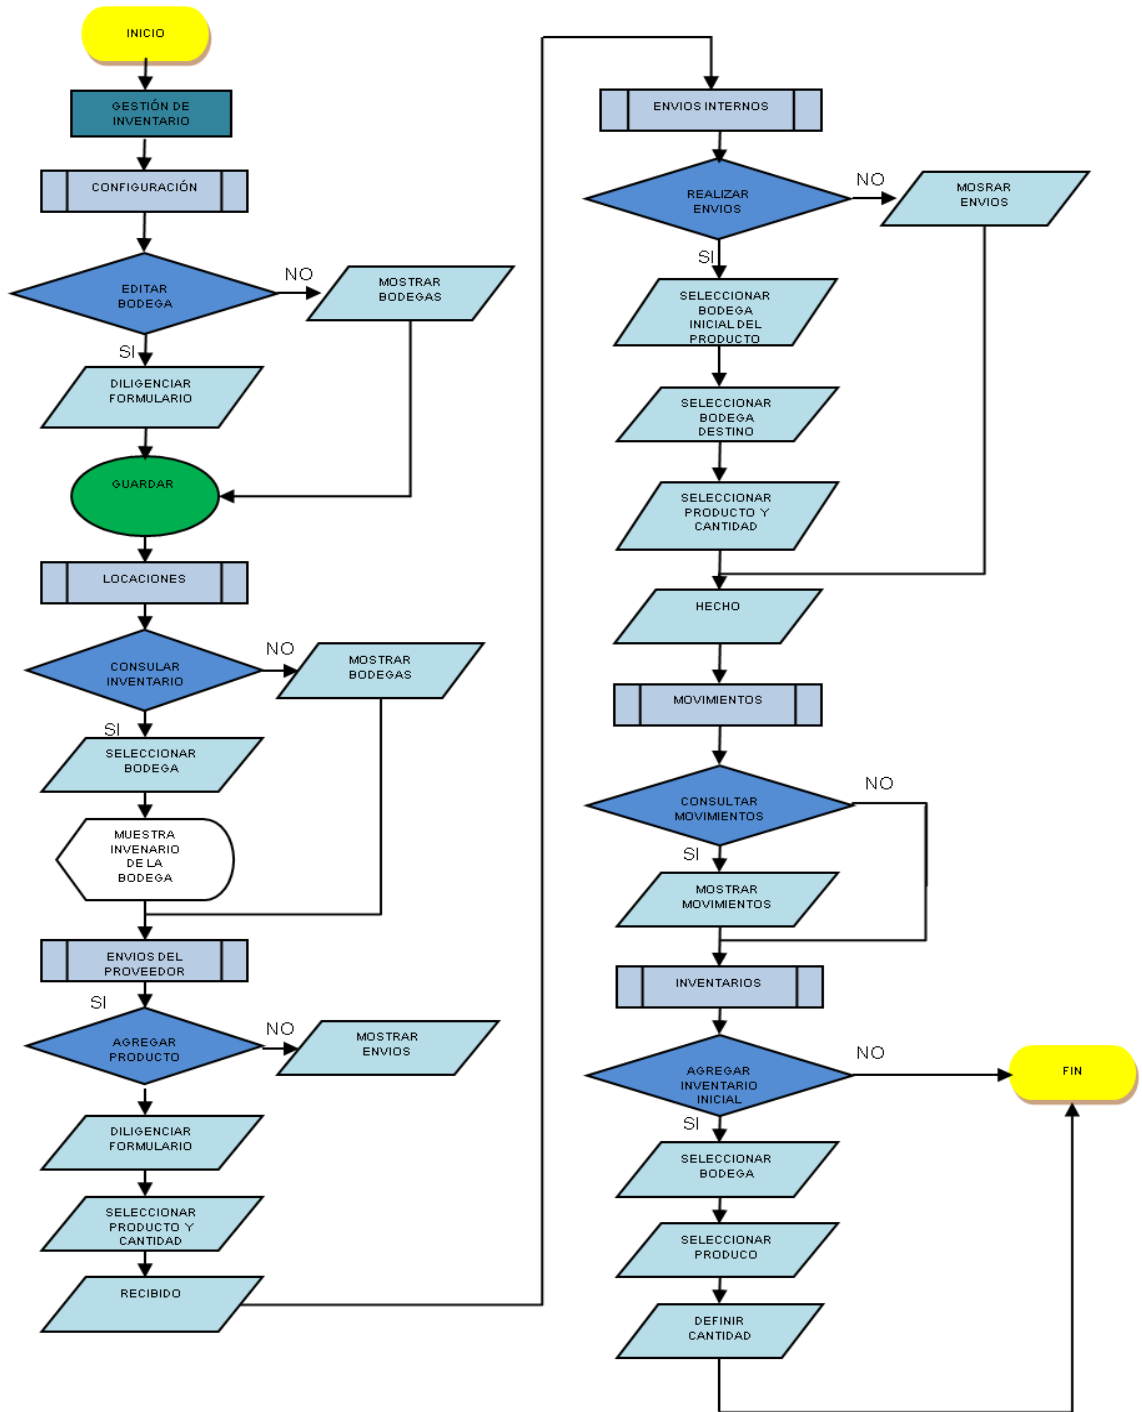 INICIO
GESTIÓN DE
INVENTARIO
CONFIGURACIÓN
EDITAR
BODEGA
NO
MOSTRAR
BODEGAS
SI
DILIGENCIAR
FORMULARIO
GUARDAR
LOCACIONES
CONSULAR
INVENTARIO
NO
MOSTRAR
BODEGAS
SI
SELECCIONAR
BODEGA
MUESTRA
INVENARIO
DE LA
BODEGA
ENVIOS DEL
PROVEEDOR
SI
AGREGAR
PRODUCTO
NO
MOSTRAR
ENVIOS
DILIGENCIAR
FORMULARIO
SELECCIONAR
PRODUCTO Y
CANTIDAD
RECIBIDO
ENVIOS INTERNOS
REALIZAR
ENVIOS
NO
MOSRAR
ENVIOS
SI
SELECCIONAR
BODEGA
INICIAL DEL
PRODUCTO
SELECCIONAR
BODEGA
DESTINO
SELECCIONAR
PRODUCTO Y
CANTIDAD
HECHO
MOVIMIENTOS
CONSULTAR
MOVIMIENTOS
NO
SI
MOSTRAR
MOVIMIENTOS
INVENTARIOS
AGREGAR
INVENTARIO
INICIAL
NO
FIN
SI
SELECCIONAR
BODEGA
SELECCIONAR
PRODUCO
DEFINIR
CANTIDAD